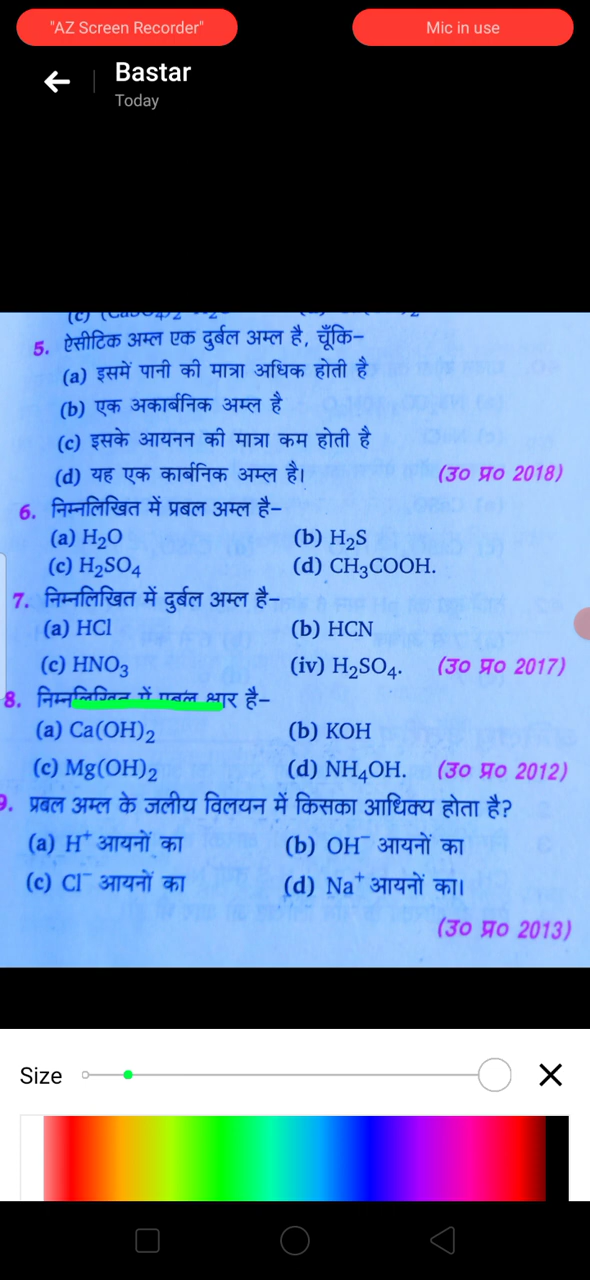 "AZ Screen Recorder"
Mic in use
Bastar
Today
5. ऐसीटिक अम्ल एक दुर्बल अम्ल है, चूँकि–
(a) इसमें पानी की मात्रा अधिक होती है
(b) एक अकार्बनिक अम्ल है
(c) इसके आयनन की मात्रा कम होती है
(d) यह एक कार्बनिक अम्ल है। (उ० प्र० 2018)
6. निम्नलिखित में प्रबल अम्ल है–
(a) H₂O (b) H₂S
(c) H₂SO₄ (d) CH₃COOH.
7. निम्नलिखित में दुर्बल अम्ल है–
(a) HCl (b) HCN
(c) HNO₃ (iv) H₂SO₄. (उ० प्र० 2017)
8. निम्नलिखित में प्रबल क्षार है–
(a) Ca(OH)₂ (b) KOH
(c) Mg(OH)₂ (d) NH₄OH. (उ० प्र० 2012)
9. प्रबल अम्ल के जलीय विलयन में किसका आधिक्य होता है?
(a) H⁺ आयनों का (b) OH⁻ आयनों का
(c) Cl⁻ आयनों का (d) Na⁺ आयनों का।
(उ० प्र० 2013)
Size